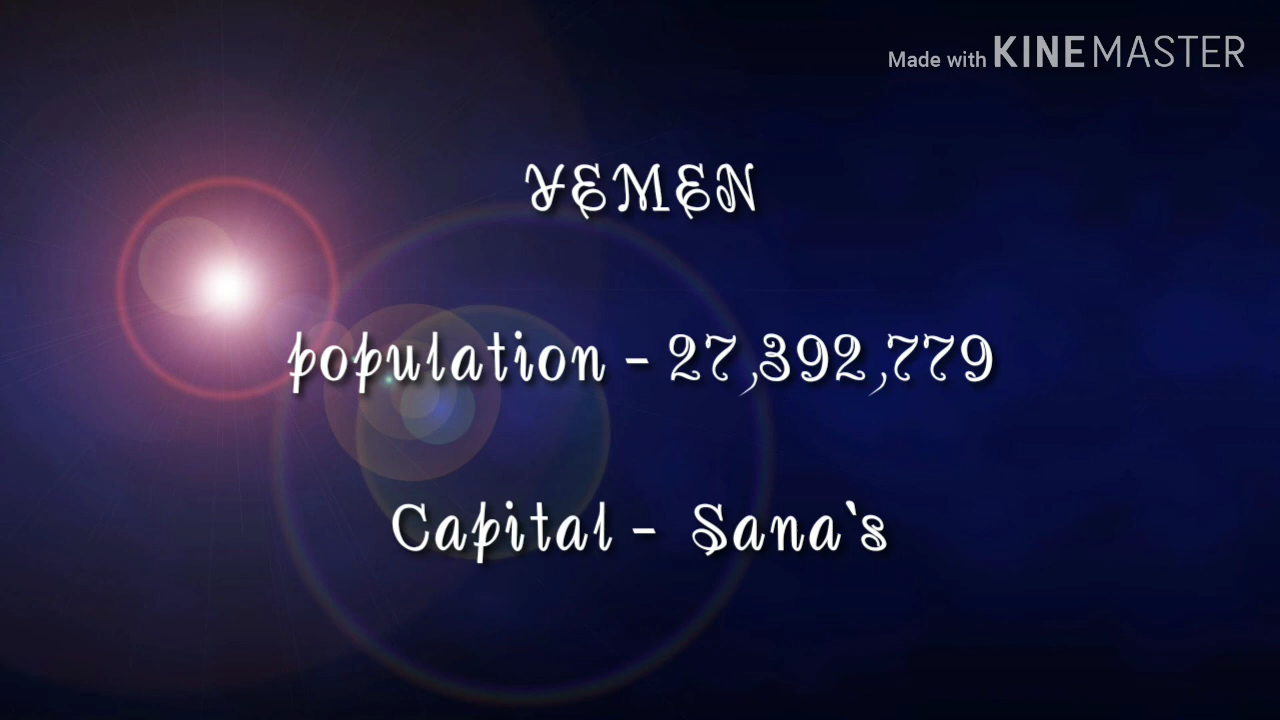 Made with KINEMASTER
YEMEN
population - 27,392,779
Capital - Sana`s